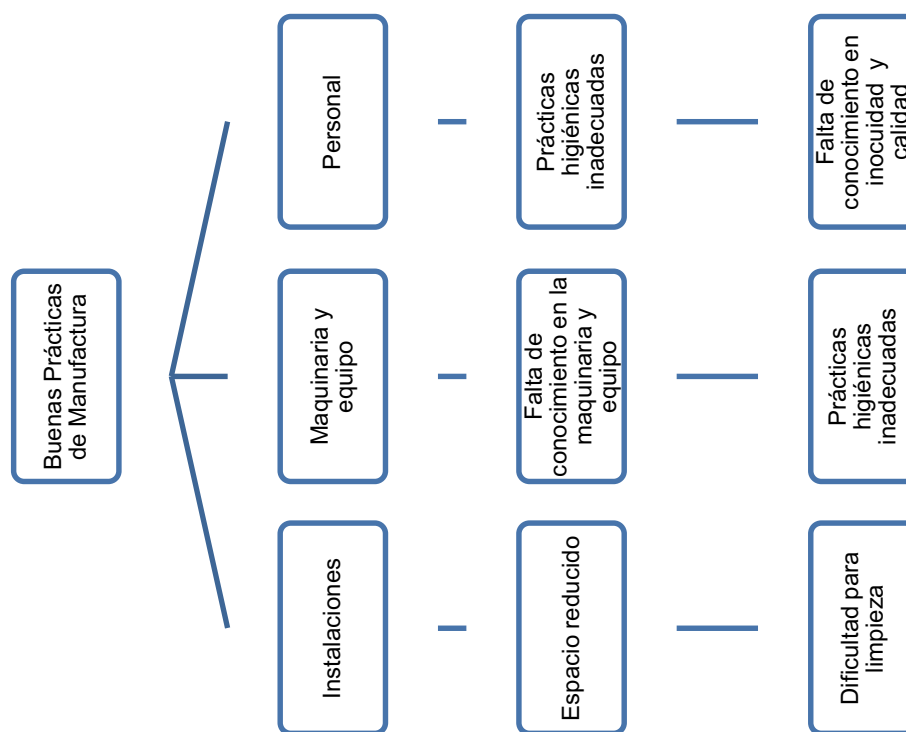 Buenas Prácticas
de Manufactura
Instalaciones
Maquinaria y
equipo
Personal
Espacio reducido
Falta de
conocimiento en la
maquinaria y
equipo
Prácticas
higiénicas
inadecuadas
Dificultad para
limpieza
Prácticas
higiénicas
inadecuadas
Falta de
conocimiento en
inocuidad y
calidad